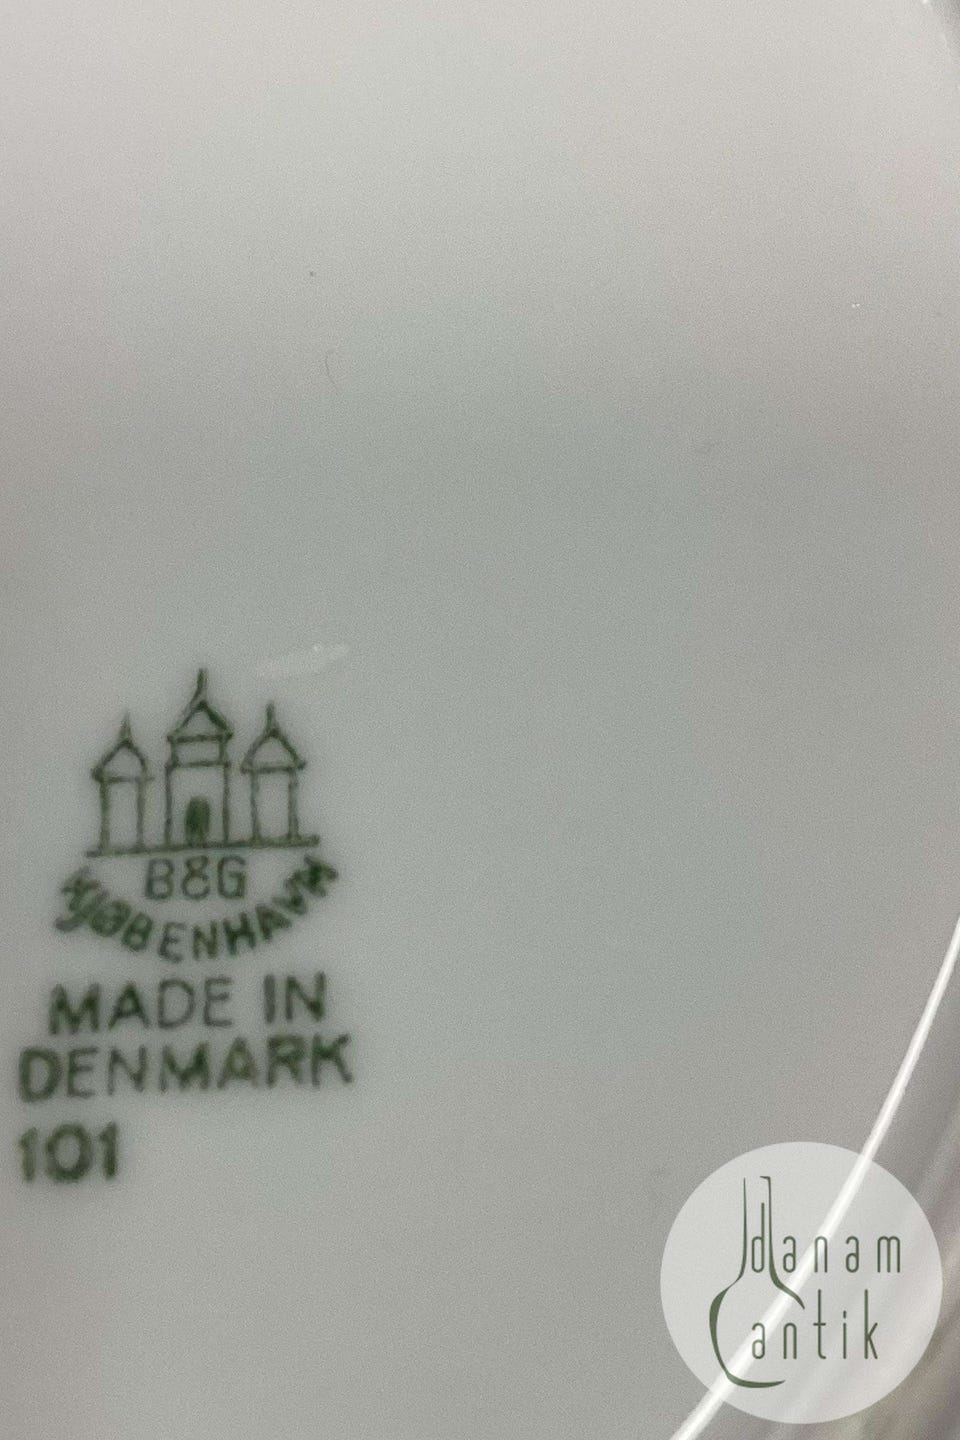 B&G
KJØBENHAVN
MADE IN
DENMARK
101
danam
antik